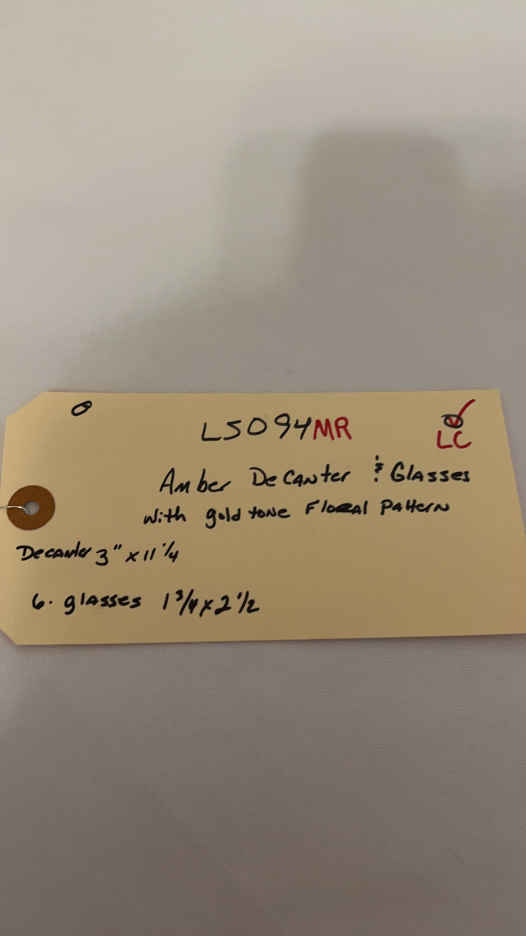 LS094MR
LC
Amber Decanter & Glasses
with gold tone Floral Pattern
Decanter 3" x 11 1/4
6. glasses 1 3/4 x 2 1/2